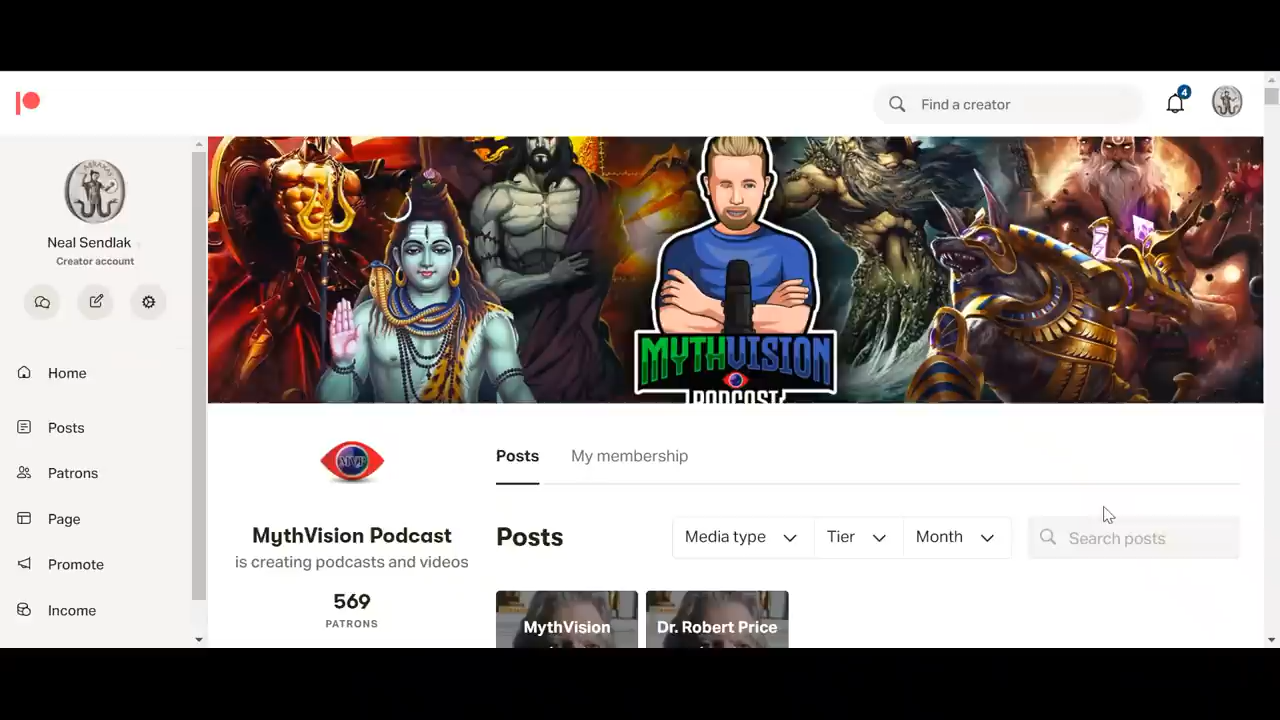 Find a creator
4
ABRAXAS
Neal Sendlak
Creator account
Home
Posts
Patrons
Page
Promote
Income
MYTHVISION
PODCAST
MVP
MythVision Podcast
is creating podcasts and videos
569
PATRONS
Posts
My membership
Posts
Media type
Tier
Month
Search posts
MythVision
Dr. Robert Price